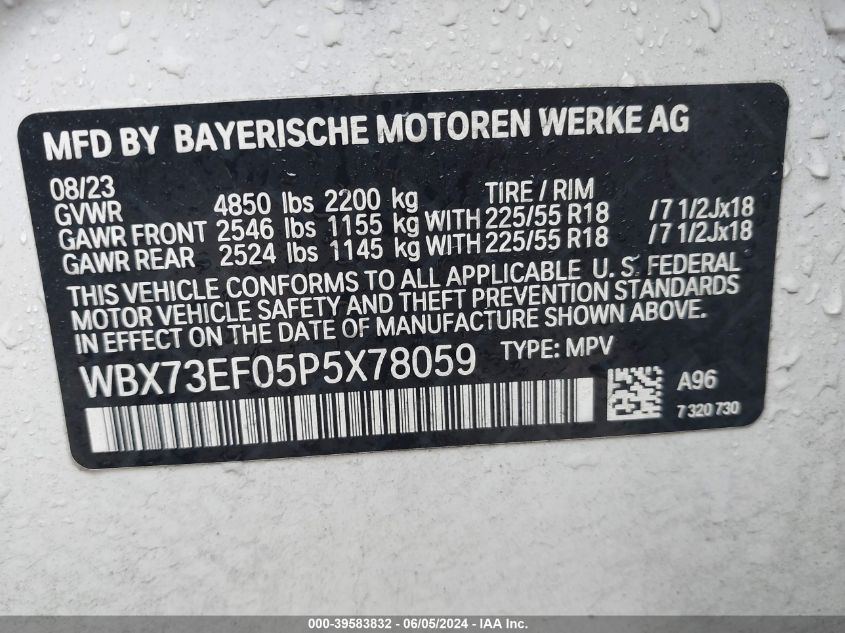 MFD BY BAYERISCHE MOTOREN WERKE AG
08/23
GVWR 4850 lbs 2200 kg TIRE / RIM
GAWR FRONT 2546 lbs 1155 kg WITH 225/55 R18 /7 1/2Jx18
GAWR REAR 2524 lbs 1145 kg WITH 225/55 R18 /7 1/2Jx18
THIS VEHICLE CONFORMS TO ALL APPLICABLE U. S. FEDERAL
MOTOR VEHICLE SAFETY AND THEFT PREVENTION STANDARDS
IN EFFECT ON THE DATE OF MANUFACTURE SHOWN ABOVE.
WBX73EF05P5X78059 TYPE: MPV
A96
7 320 730
000-39583832 - 06/05/2024 - IAA Inc.